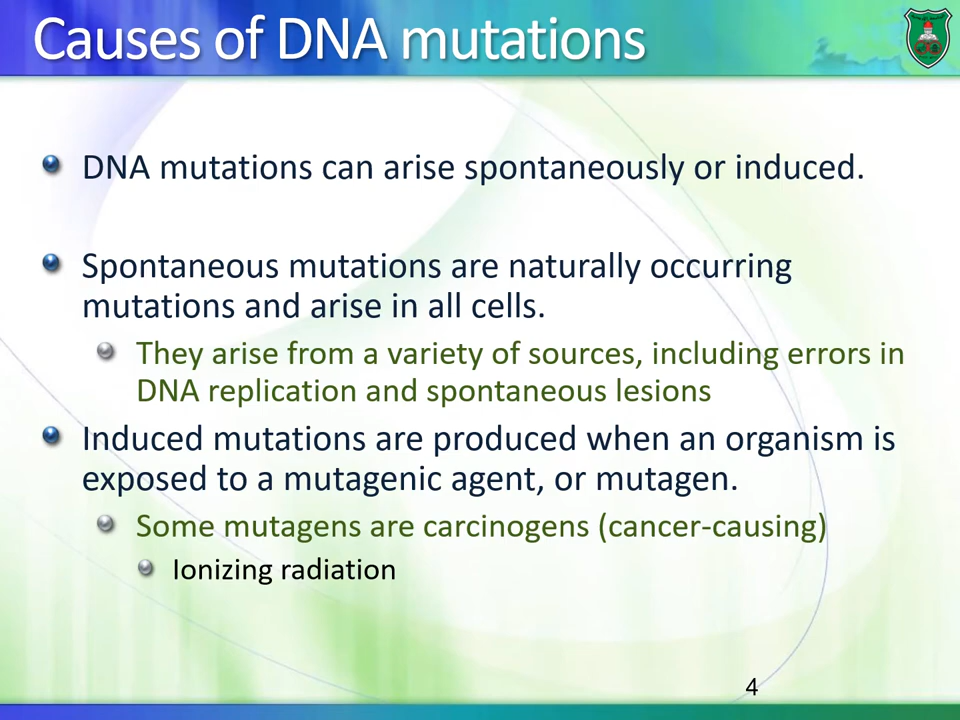 Causes of DNA mutations
DNA mutations can arise spontaneously or induced.
Spontaneous mutations are naturally occurring
mutations and arise in all cells.
They arise from a variety of sources, including errors in
DNA replication and spontaneous lesions
Induced mutations are produced when an organism is
exposed to a mutagenic agent, or mutagen.
Some mutagens are carcinogens (cancer-causing)
Ionizing radiation
4